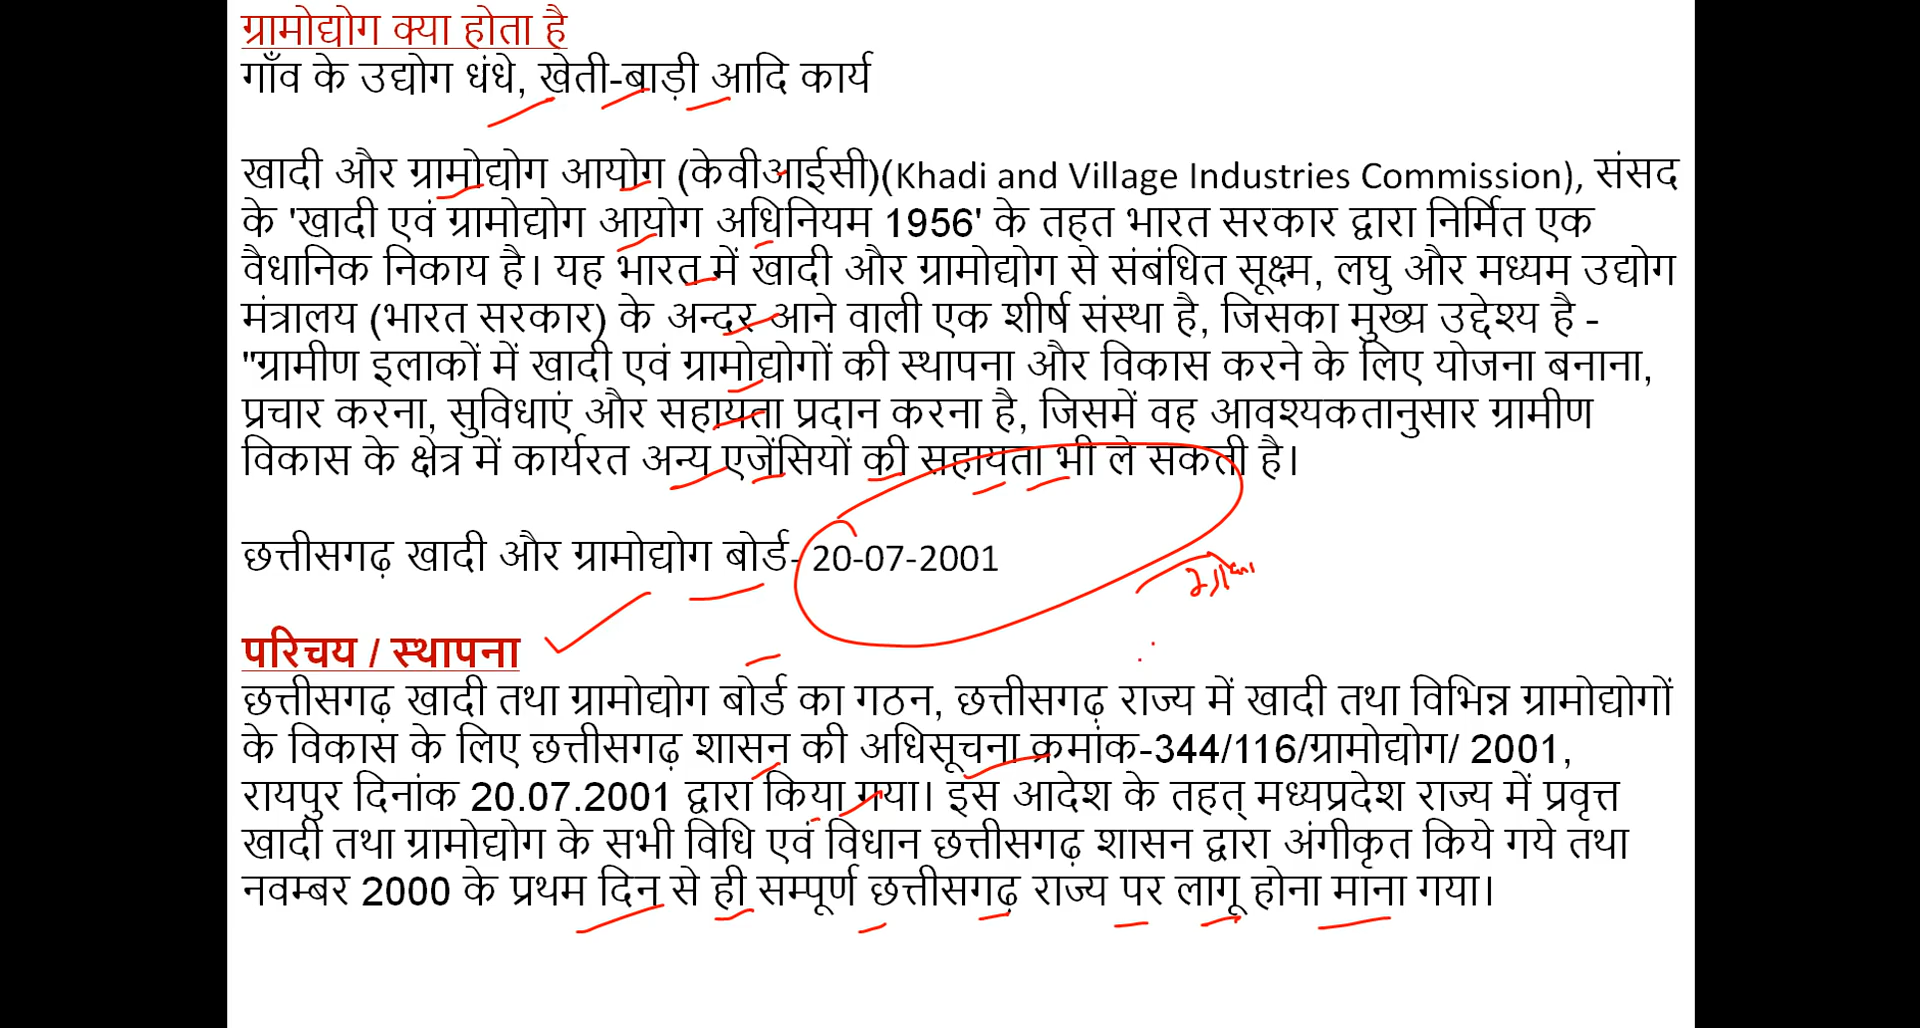 ग्रामोद्योग क्या होता है
गाँव के उद्योग धंधे, खेती-बाड़ी आदि कार्य
खादी और ग्रामोद्योग आयोग (केवीआईसी)(Khadi and Village Industries Commission), संसद
के 'खादी एवं ग्रामोद्योग आयोग अधिनियम 1956' के तहत भारत सरकार द्वारा निर्मित एक
वैधानिक निकाय है। यह भारत में खादी और ग्रामोद्योग से संबंधित सूक्ष्म, लघु और मध्यम उद्योग
मंत्रालय (भारत सरकार) के अन्दर आने वाली एक शीर्ष संस्था है, जिसका मुख्य उद्देश्य है -
"ग्रामीण इलाकों में खादी एवं ग्रामोद्योगों की स्थापना और विकास करने के लिए योजना बनाना,
प्रचार करना, सुविधाएं और सहायता प्रदान करना है, जिसमें वह आवश्यकतानुसार ग्रामीण
विकास के क्षेत्र में कार्यरत अन्य एजेंसियों की सहायता भी ले सकती है।
छत्तीसगढ़ खादी और ग्रामोद्योग बोर्ड- 20-07-2001
परिचय / स्थापना
छत्तीसगढ़ खादी तथा ग्रामोद्योग बोर्ड का गठन, छत्तीसगढ़ राज्य में खादी तथा विभिन्न ग्रामोद्योगों
के विकास के लिए छत्तीसगढ़ शासन की अधिसूचना क्रमांक-344/116/ग्रामोद्योग/ 2001,
रायपुर दिनांक 20.07.2001 द्वारा किया गया। इस आदेश के तहत् मध्यप्रदेश राज्य में प्रवृत्त
खादी तथा ग्रामोद्योग के सभी विधि एवं विधान छत्तीसगढ़ शासन द्वारा अंगीकृत किये गये तथा
नवम्बर 2000 के प्रथम दिन से ही सम्पूर्ण छत्तीसगढ़ राज्य पर लागू होना माना गया।